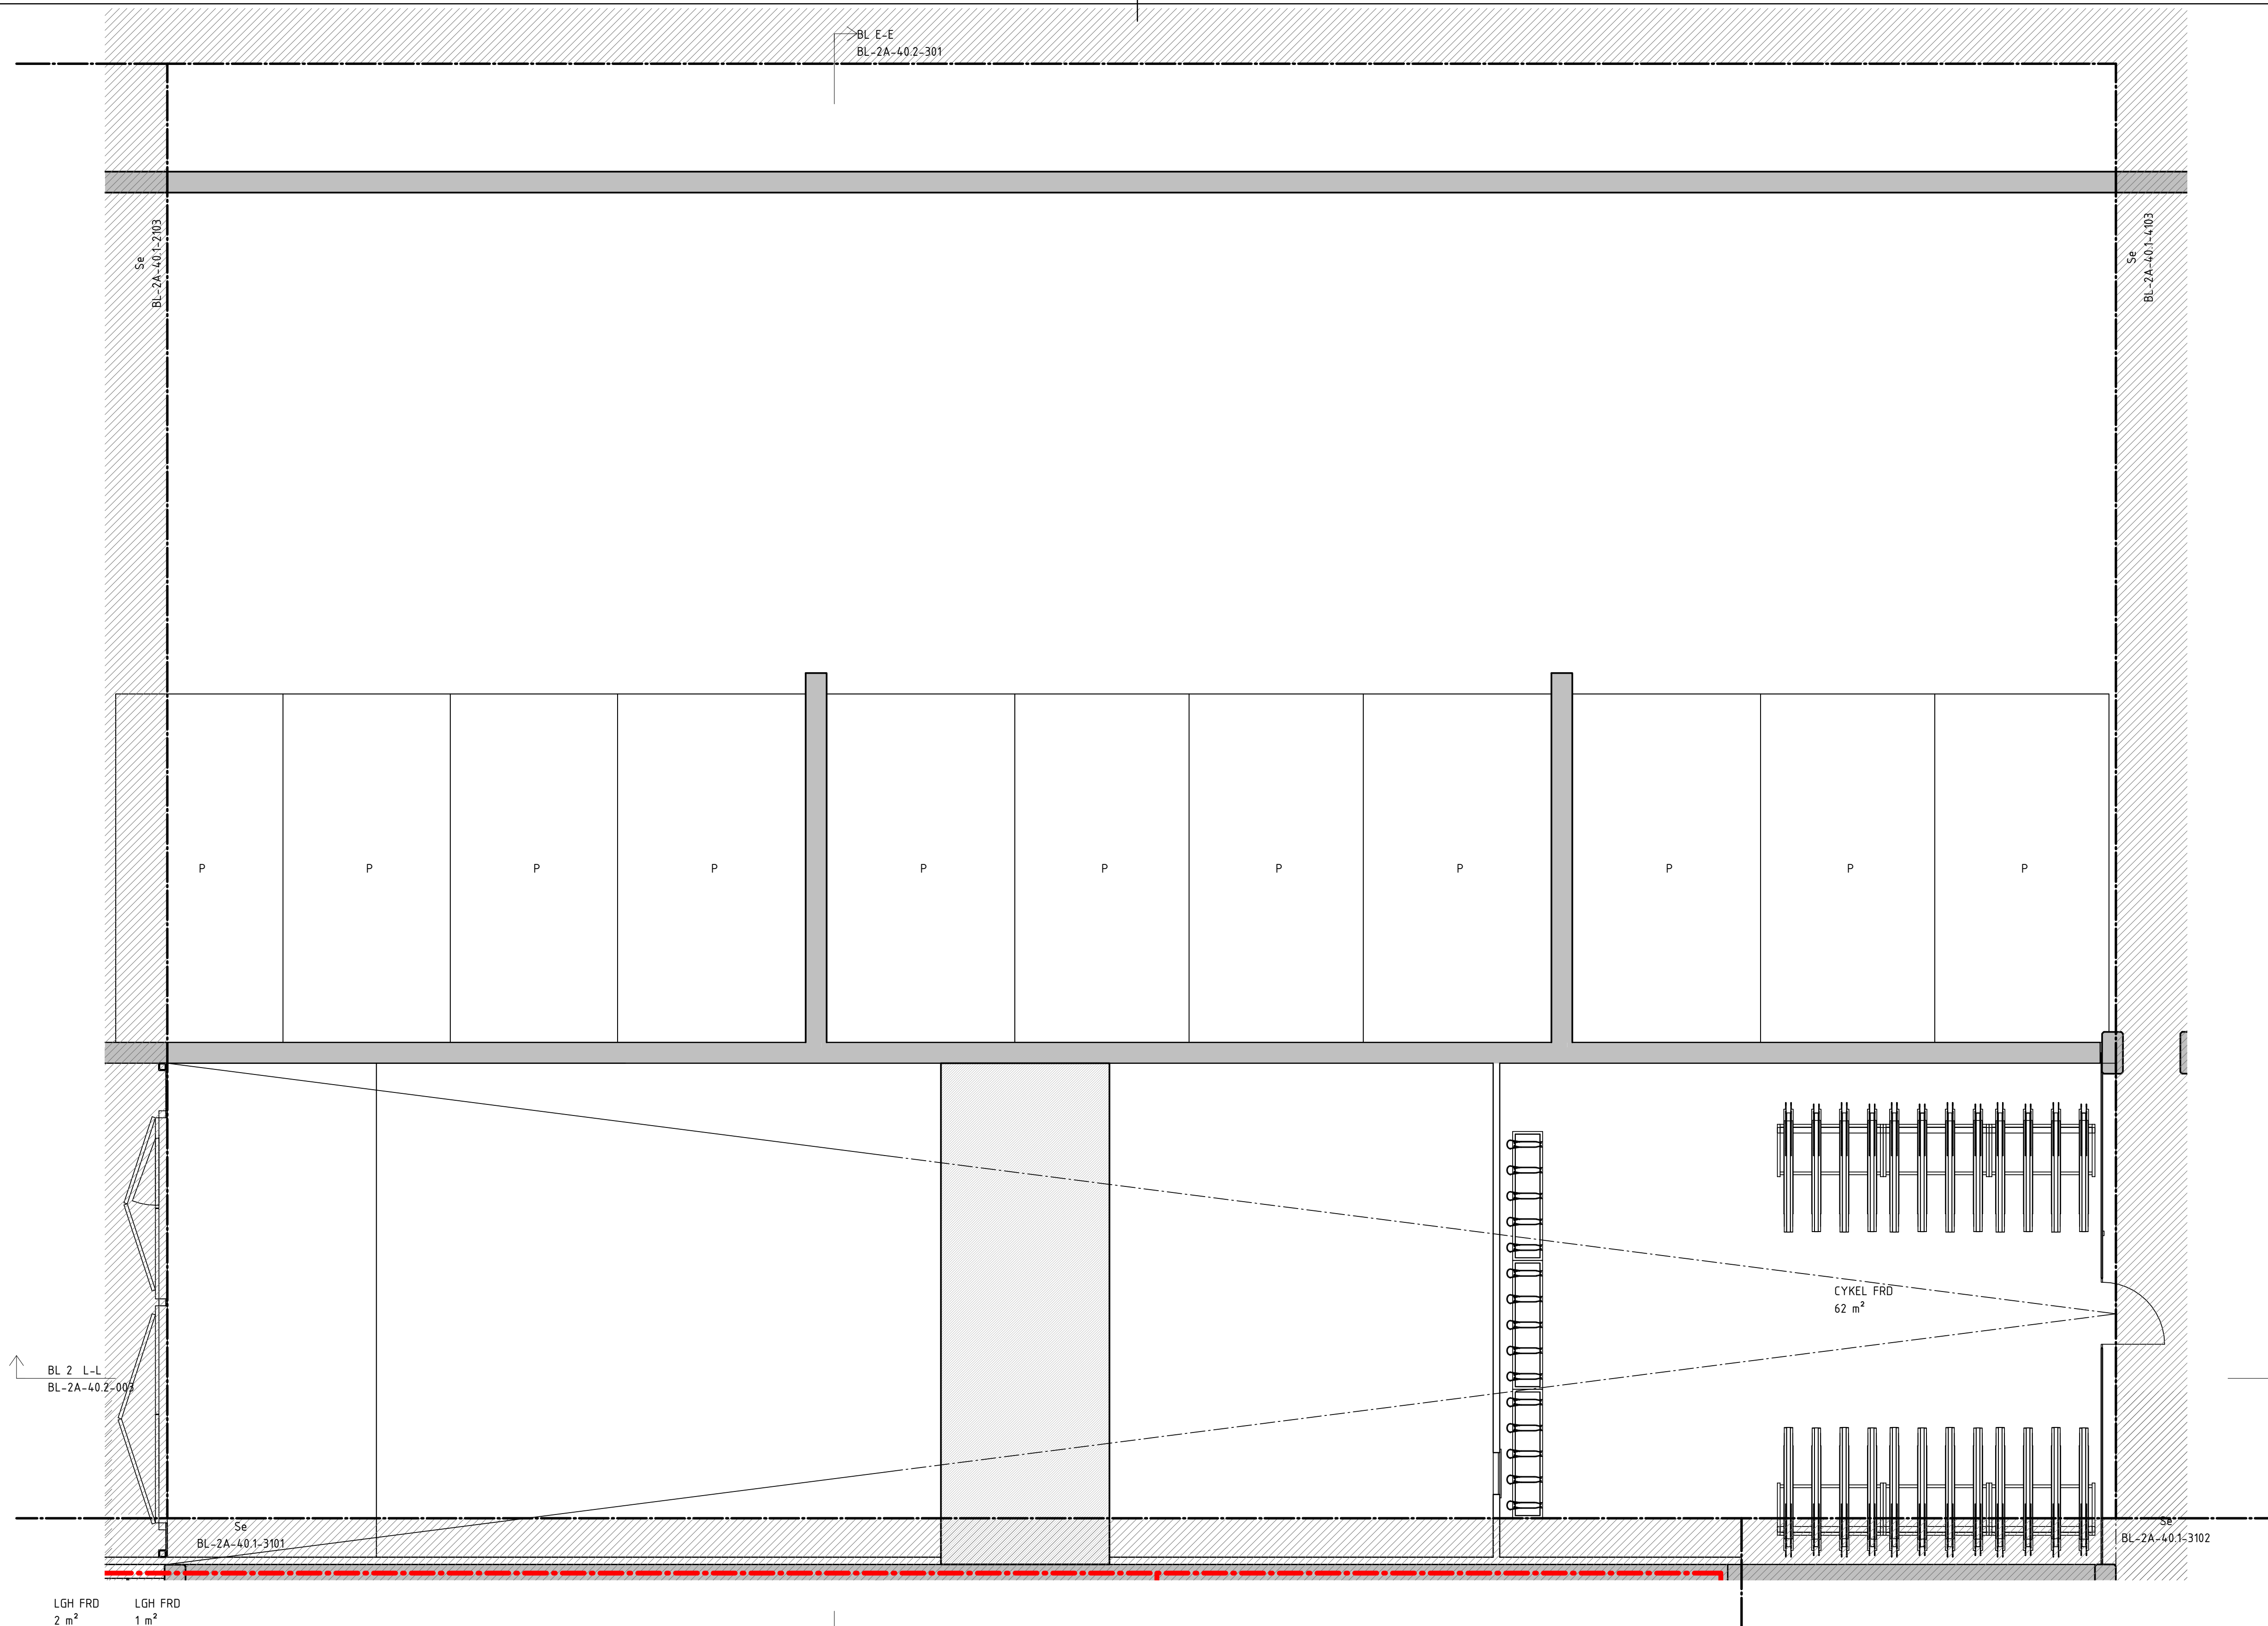 BL E-E
BL-2A-40.2-301
Se
BL-2A-40.1-2103
Se
BL-2A-40.1-4103
P
P
P
P
P
P
P
P
P
P
P
CYKEL FRD
62 m²
BL 2 L-L
BL-2A-40.2-003
Se
BL-2A-40.1-3101
Se
BL-2A-40.1-3102
LGH FRD
2 m²
LGH FRD
1 m²